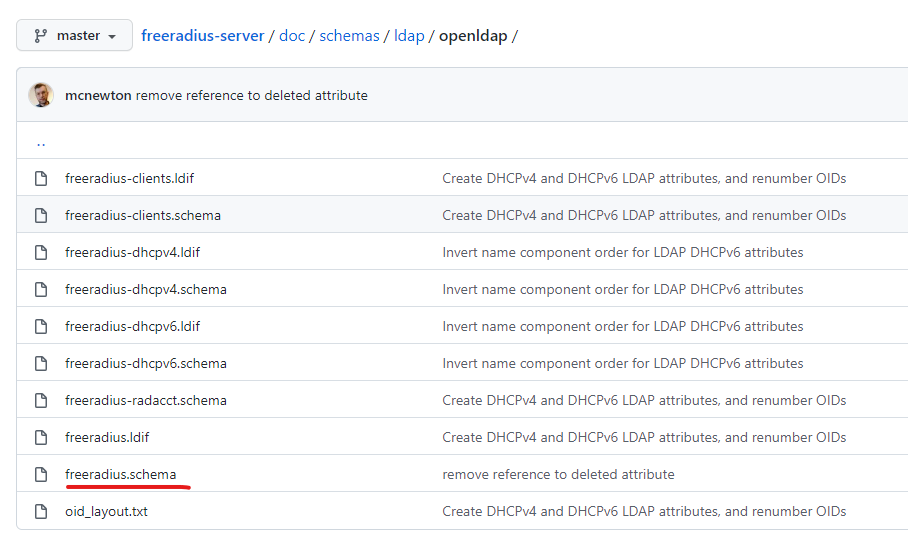 master freeradius-server / doc / schemas / ldap / openldap /
mcnewton remove reference to deleted attribute
..
freeradius-clients.ldif Create DHCPv4 and DHCPv6 LDAP attributes, and renumber OIDs
freeradius-clients.schema Create DHCPv4 and DHCPv6 LDAP attributes, and renumber OIDs
freeradius-dhcpv4.ldif Invert name component order for LDAP DHCPv6 attributes
freeradius-dhcpv4.schema Invert name component order for LDAP DHCPv6 attributes
freeradius-dhcpv6.ldif Invert name component order for LDAP DHCPv6 attributes
freeradius-dhcpv6.schema Invert name component order for LDAP DHCPv6 attributes
freeradius-radacct.schema Create DHCPv4 and DHCPv6 LDAP attributes, and renumber OIDs
freeradius.ldif Create DHCPv4 and DHCPv6 LDAP attributes, and renumber OIDs
freeradius.schema remove reference to deleted attribute
oid_layout.txt Create DHCPv4 and DHCPv6 LDAP attributes, and renumber OIDs